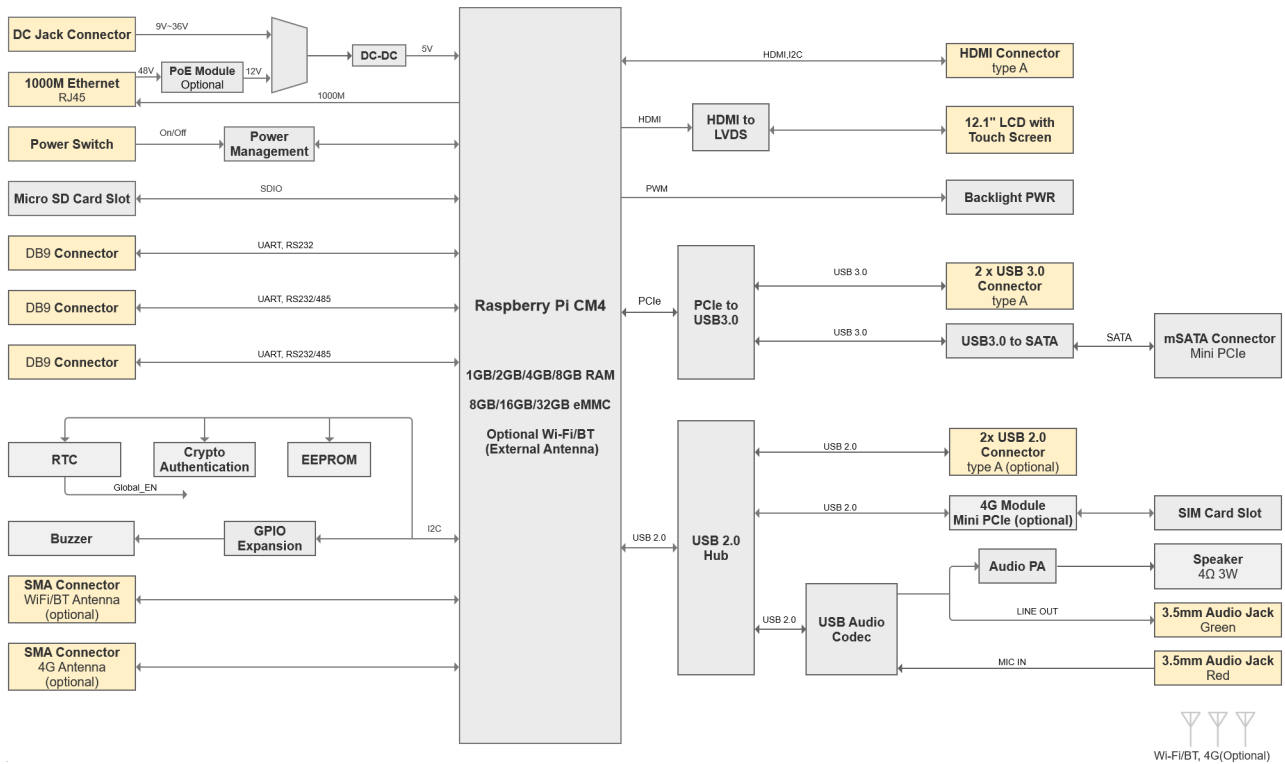 DC Jack Connector
9V~36V
1000M Ethernet
RJ45
48V
PoE Module
Optional
12V
DC-DC
5V
1000M
Power Switch
On/Off
Power
Management
Micro SD Card Slot
SDIO
DB9 Connector
UART, RS232
DB9 Connector
UART, RS232/485
DB9 Connector
UART, RS232/485
RTC
Crypto
Authentication
EEPROM
Global_EN
Buzzer
GPIO
Expansion
I2C
SMA Connector
WiFi/BT Antenna
(optional)
SMA Connector
4G Antenna
(optional)
Raspberry Pi CM4
1GB/2GB/4GB/8GB RAM
8GB/16GB/32GB eMMC
Optional Wi-Fi/BT
(External Antenna)
HDMI,I2C
HDMI Connector
type A
HDMI
HDMI to
LVDS
12.1" LCD with
Touch Screen
PWM
Backlight PWR
PCIe
PCIe to
USB3.0
USB 3.0
2 x USB 3.0
Connector
type A
USB 3.0
USB3.0 to SATA
SATA
mSATA Connector
Mini PCIe
USB 2.0
USB 2.0
Hub
USB 2.0
2x USB 2.0
Connector
type A (optional)
USB 2.0
4G Module
Mini PCIe (optional)
SIM Card Slot
USB 2.0
USB Audio
Codec
Audio PA
Speaker
4Ω 3W
LINE OUT
3.5mm Audio Jack
Green
MIC IN
3.5mm Audio Jack
Red
Wi-Fi/BT, 4G(Optional)